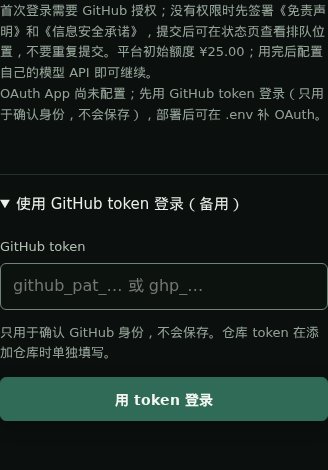 首次登录需要 GitHub 授权；没有权限时先签署《免责声
明》和《信息安全承诺》，提交后可在状态页查看排队位
置，不要重复提交。平台初始额度 ¥25.00；用完后配置
自己的模型 API 即可继续。
OAuth App 尚未配置；先用 GitHub token 登录（只用
于确认身份，不会保存），部署后可在 .env 补 OAuth。
▼ 使用 GitHub token 登录（备用）
GitHub token
github_pat_... 或 ghp_...
只用于确认 GitHub 身份，不会保存。仓库 token 在添
加仓库时单独填写。
用 token 登录